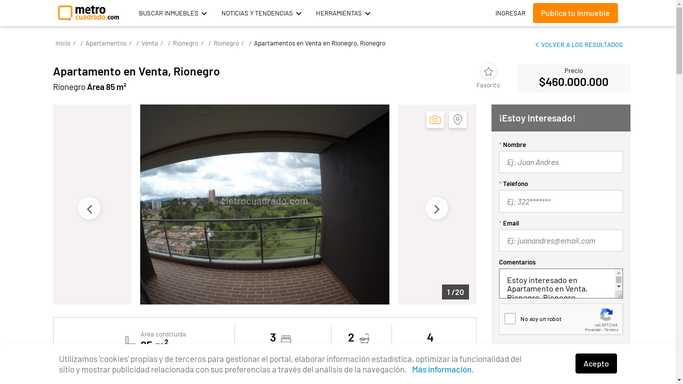 metro
cuadrado.com
BUSCAR INMUEBLES
NOTICIAS Y TENDENCIAS
HERRAMIENTAS
INGRESAR
Publica tu Inmueble
Inicio / / Apartamentos / / Venta / / Rionegro / / Rionegro / / Apartamentos en Venta en Rionegro, Rionegro
VOLVER A LOS RESULTADOS
Apartamento en Venta, Rionegro
Rionegro Area 85 m²
Favorito
Precio
$460.000.000
metrocuadrado.com
1 / 20
¡Estoy Interesado!
* Nombre
Ej: Juan Andres
* Telefono
Ej: 322*******
* Email
Ej: juanandres@email.com
Comentarios
Estoy interesado en
Apartamento en Venta,
Rionegro, Rionegro
No soy un robot
reCAPTCHA
Privacidad - Términos
Área construida
85 m²
3
2
4
Utilizamos 'cookies' propias y de terceros para gestionar el portal, elaborar información estadística, optimizar la funcionalidad del
sitio y mostrar publicidad relacionada con sus preferencias a través del análisis de la navegación. Más información.
Acepto